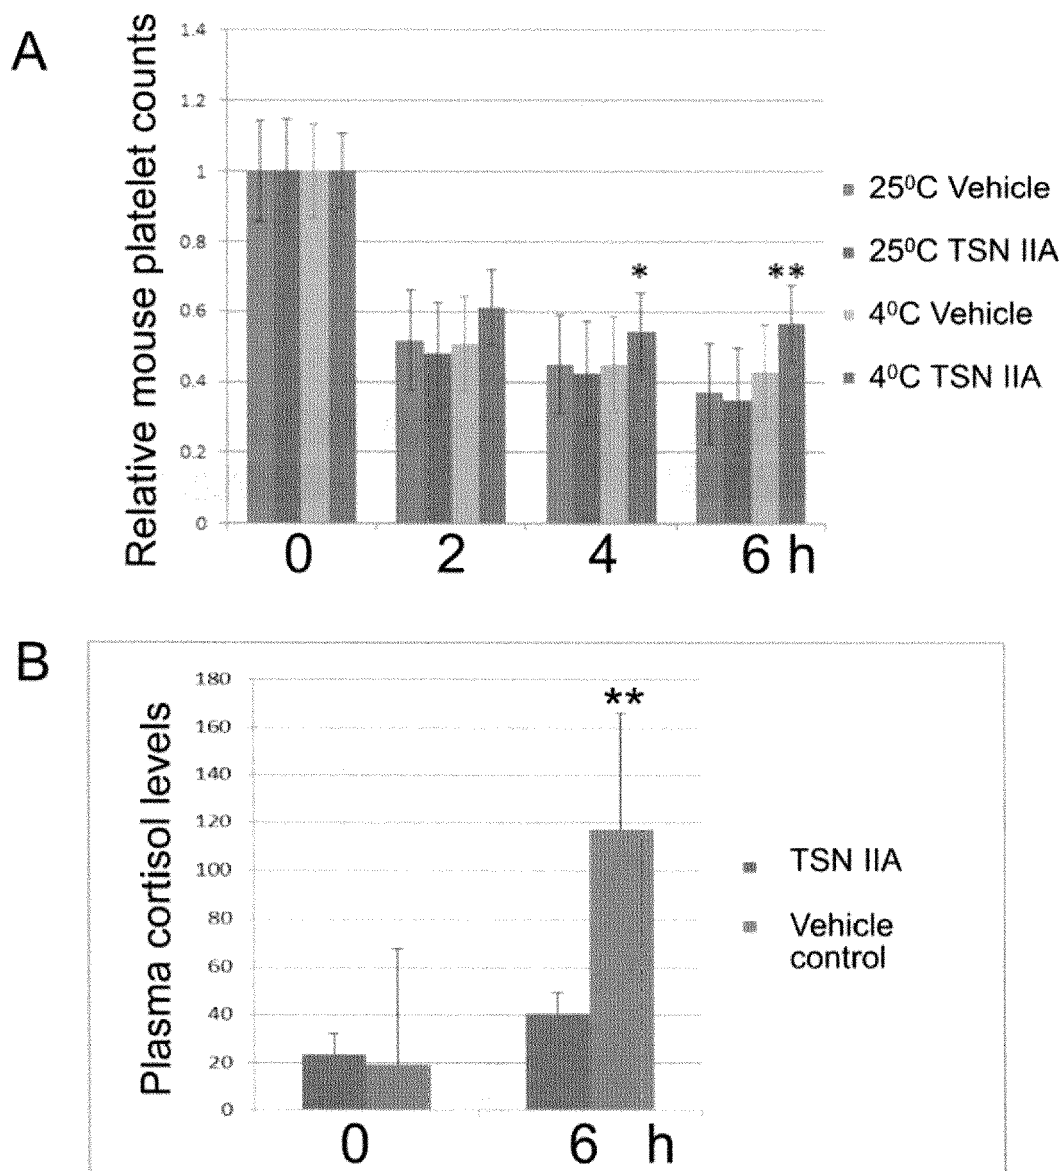 A
Relative mouse platelet counts
1.4
1.2
1
0.8
0.6
0.4
0.2
0
*
**
0 2 4 6 h
25⁰C Vehicle
25⁰C TSN IIA
4⁰C Vehicle
4⁰C TSN IIA
B
Plasma cortisol levels
180
160
140
120
100
80
60
40
20
0
**
0 6 h
TSN IIA
Vehicle
control